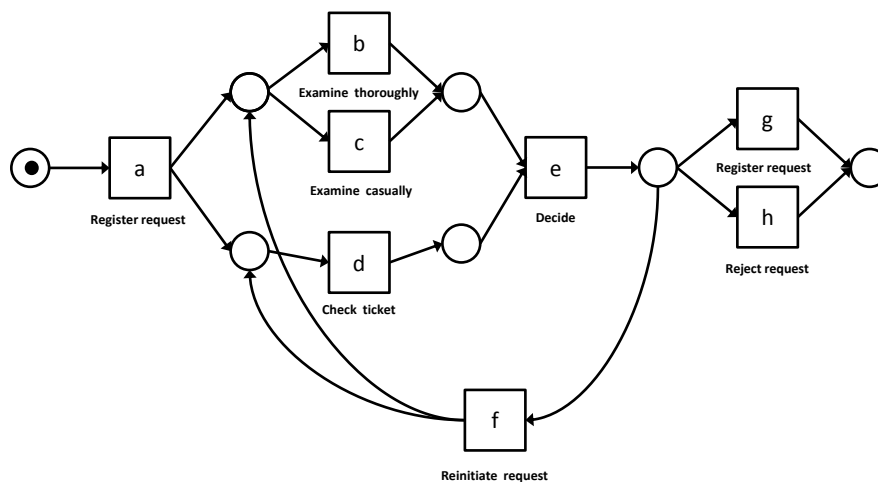 b
Examine thoroughly
g
c
Register request
a
e
Examine casually
Register request
Decide
h
d
Reject request
Check ticket
f
Reinitiate request